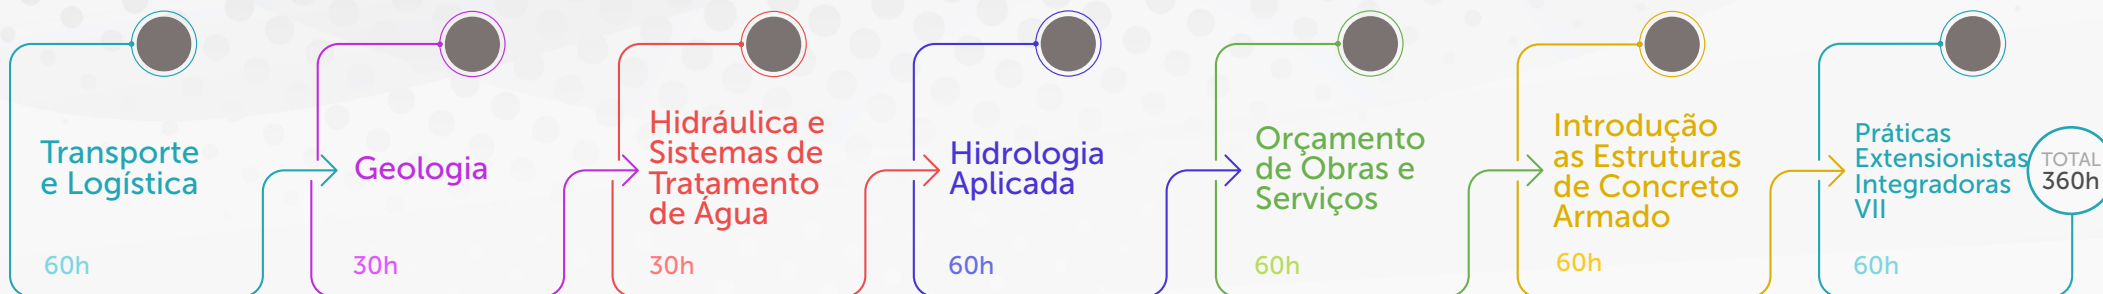 Transporte
e Logística
60h
Geologia
30h
Hidráulica e
Sistemas de
Tratamento
de Água
30h
Hidrologia
Aplicada
60h
Orçamento
de Obras e
Serviços
60h
Introdução
as Estruturas
de Concreto
Armado
60h
Práticas
Extensionistas
Integradoras
VII
60h
TOTAL
360h